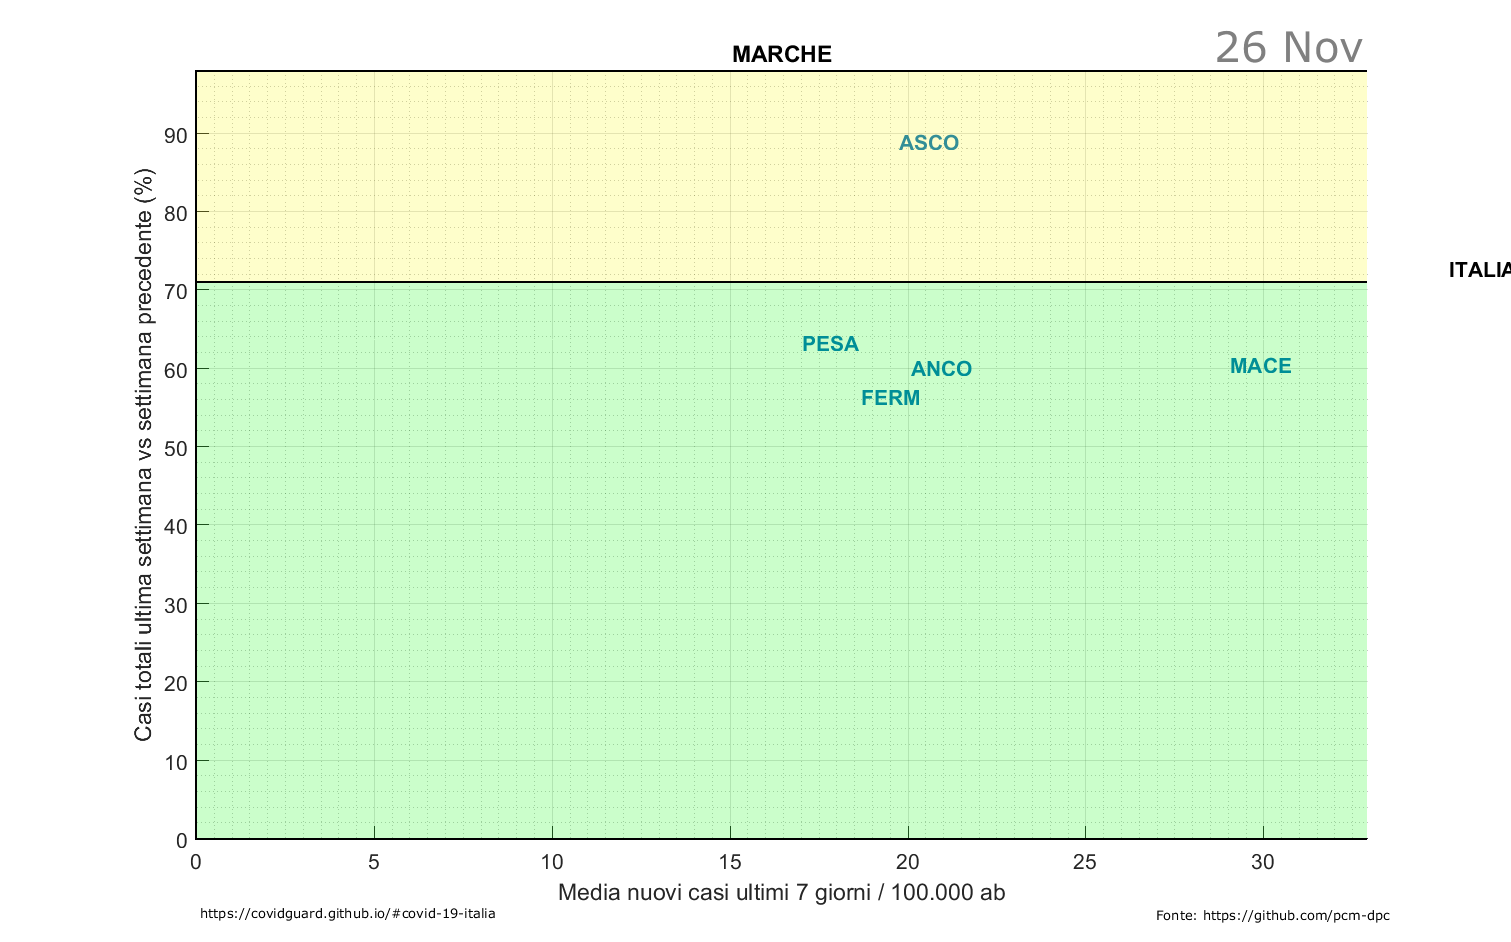 MARCHE
26 Nov
Casi totali ultima settimana vs settimana precedente (%)
90
80
70
60
50
40
30
20
10
0
ASCO
ITALIA
PESA
ANCO
MACE
FERM
0 5 10 15 20 25 30
Media nuovi casi ultimi 7 giorni / 100.000 ab
https://covidguard.github.io/#covid-19-italia
Fonte: https://github.com/pcm-dpc